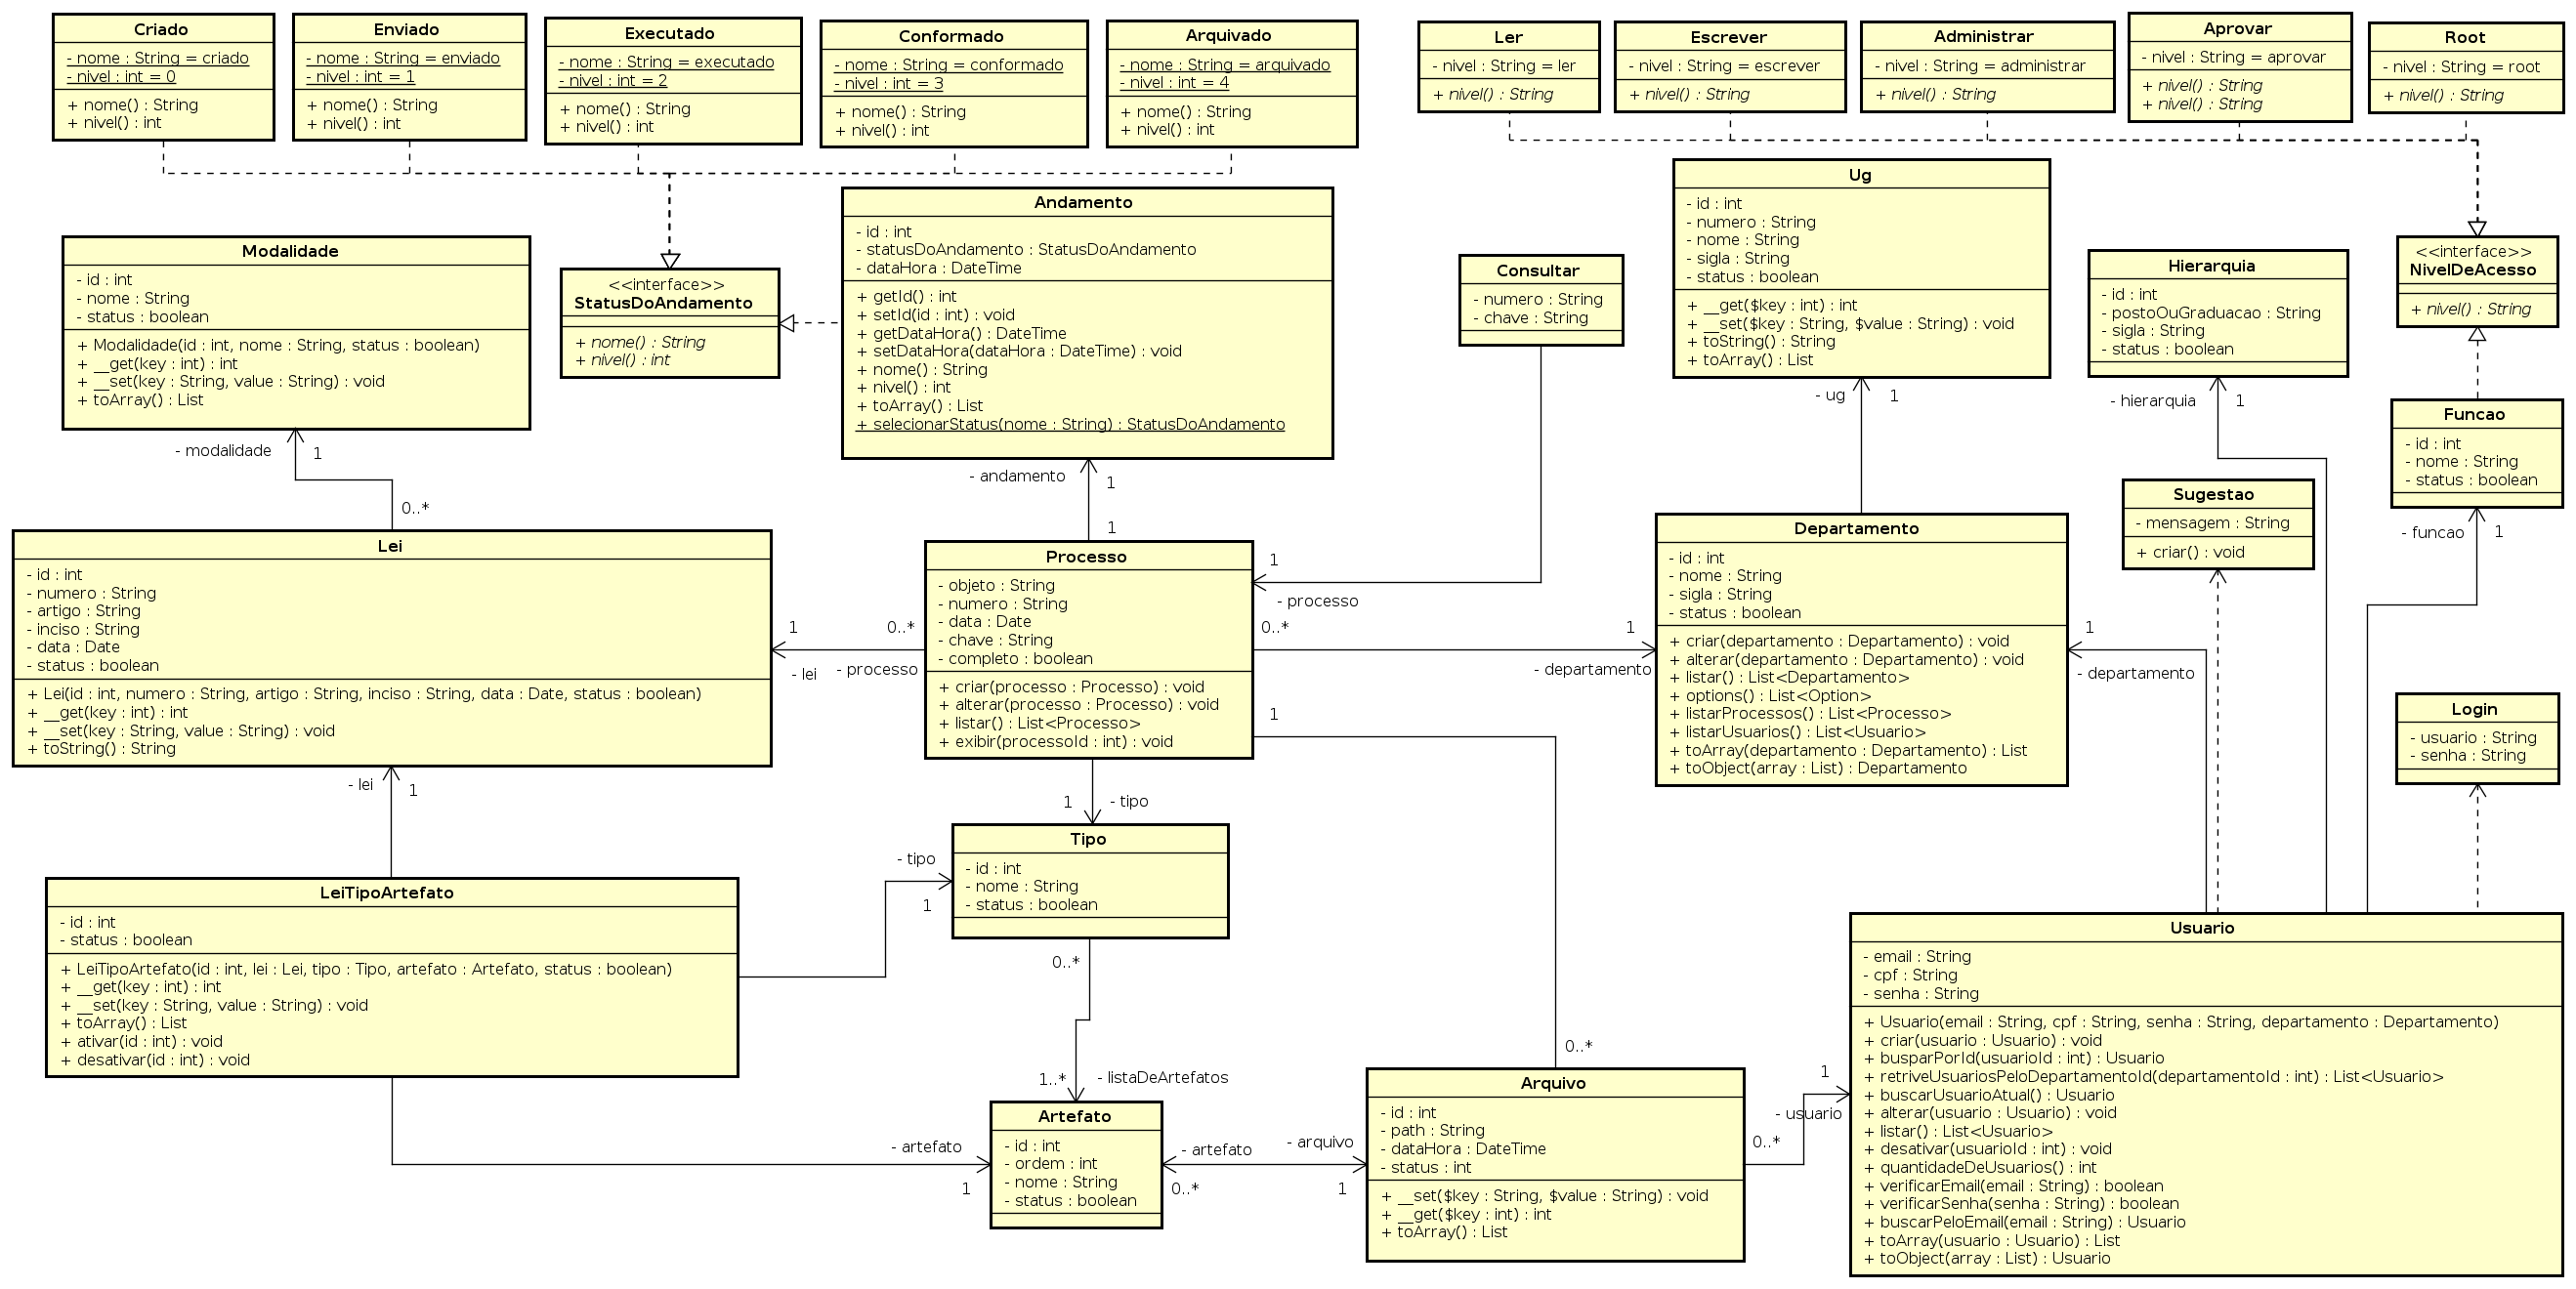 Criado
- nome : String = criado
- nivel : int = 0
+ nome() : String
+ nivel() : int
Enviado
- nome : String = enviado
- nivel : int = 1
+ nome() : String
+ nivel() : int
Executado
- nome : String = executado
- nivel : int = 2
+ nome() : String
+ nivel() : int
Conformado
- nome : String = conformado
- nivel : int = 3
+ nome() : String
+ nivel() : int
Arquivado
- nome : String = arquivado
- nivel : int = 4
+ nome() : String
+ nivel() : int
Ler
- nivel : String = ler
+ nivel() : String
Escrever
- nivel : String = escrever
+ nivel() : String
Administrar
- nivel : String = administrar
+ nivel() : String
Aprovar
- nivel : String = aprovar
+ nivel() : String
+ nivel() : String
Root
- nivel : String = root
+ nivel() : String
Modalidade
- id : int
- nome : String
- status : boolean
+ Modalidade(id : int, nome : String, status : boolean)
+ __get(key : int) : int
+ __set(key : String, value : String) : void
+ toArray() : List
<<interface>>
StatusDoAndamento
+ nome() : String
+ nivel() : int
Andamento
- id : int
- statusDoAndamento : StatusDoAndamento
- dataHora : DateTime
+ getId() : int
+ setId(id : int) : void
+ getDataHora() : DateTime
+ setDataHora(dataHora : DateTime) : void
+ nome() : String
+ nivel() : int
+ toArray() : List
+ selecionarStatus(nome : String) : StatusDoAndamento
Consultar
- numero : String
- chave : String
Ug
- id : int
- numero : String
- nome : String
- sigla : String
- status : boolean
+ __get($key : int) : int
+ __set($key : String, $value : String) : void
+ toString() : String
+ toArray() : List
Hierarquia
- id : int
- postoOuGraduacao : String
- sigla : String
- status : boolean
<<interface>>
NivelDeAcesso
+ nivel() : String
Funcao
- id : int
- nome : String
- status : boolean
- modalidade
1
0..*
- andamento
1
1
- ug
1
- hierarquia
1
- funcao
1
Sugestao
- mensagem : String
+ criar() : void
Lei
- id : int
- numero : String
- artigo : String
- inciso : String
- data : Date
- status : boolean
+ Lei(id : int, numero : String, artigo : String, inciso : String, data : Date, status : boolean)
+ __get(key : int) : int
+ __set(key : String, value : String) : void
+ toString() : String
1
- lei
0..*
- processo
Processo
- objeto : String
- numero : String
- data : Date
- chave : String
- completo : boolean
+ criar(processo : Processo) : void
+ alterar(processo : Processo) : void
+ listar() : List<Processo>
+ exibir(processoId : int) : void
1
- processo
0..*
1
- departamento
1
Departamento
- id : int
- nome : String
- sigla : String
- status : boolean
+ criar(departamento : Departamento) : void
+ alterar(departamento : Departamento) : void
+ listar() : List<Departamento>
+ options() : List<Option>
+ listarProcessos() : List<Processo>
+ listarUsuarios() : List<Usuario>
+ toArray(departamento : Departamento) : List
+ toObject(array : List) : Departamento
1
- departamento
Login
- usuario : String
- senha : String
- lei
1
1
- tipo
LeiTipoArtefato
- id : int
- status : boolean
+ LeiTipoArtefato(id : int, lei : Lei, tipo : Tipo, artefato : Artefato, status : boolean)
+ __get(key : int) : int
+ __set(key : String, value : String) : void
+ toArray() : List
+ ativar(id : int) : void
+ desativar(id : int) : void
- tipo
1
Tipo
- id : int
- nome : String
- status : boolean
0..*
1..*
- listaDeArtefatos
- artefato
1
Artefato
- id : int
- ordem : int
- nome : String
- status : boolean
- artefato
0..*
- arquivo
1
0..*
Arquivo
- id : int
- path : String
- dataHora : DateTime
- status : int
+ __set($key : String, $value : String) : void
+ __get($key : int) : int
+ toArray() : List
1
- usuario
0..*
Usuario
- email : String
- cpf : String
- senha : String
+ Usuario(email : String, cpf : String, senha : String, departamento : Departamento)
+ criar(usuario : Usuario) : void
+ busparPorId(usuarioId : int) : Usuario
+ retriveUsuariosPeloDepartamentoId(departamentoId : int) : List<Usuario>
+ buscarUsuarioAtual() : Usuario
+ alterar(usuario : Usuario) : void
+ listar() : List<Usuario>
+ desativar(usuarioId : int) : void
+ quantidadeDeUsuarios() : int
+ verificarEmail(email : String) : boolean
+ verificarSenha(senha : String) : boolean
+ buscarPeloEmail(email : String) : Usuario
+ toArray(usuario : Usuario) : List
+ toObject(array : List) : Usuario